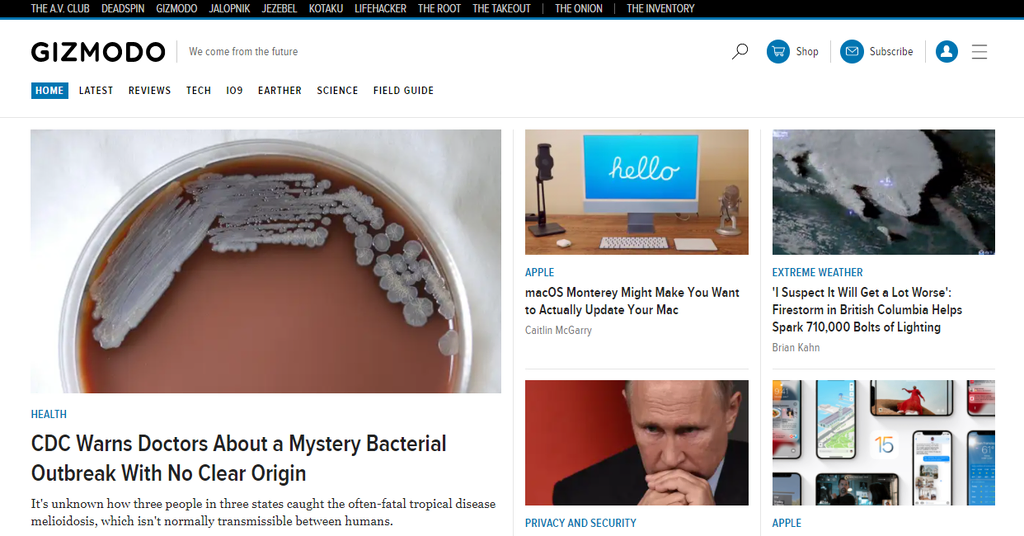 THE A.V. CLUB DEADSPIN GIZMODO JALOPNIK JEZEBEL KOTAKU LIFEHACKER THE ROOT THE TAKEOUT THE ONION THE INVENTORY
GIZMODO
We come from the future
Shop
Subscribe
HOME LATEST REVIEWS TECH IO9 EARTHER SCIENCE FIELD GUIDE
HEALTH
CDC Warns Doctors About a Mystery Bacterial
Outbreak With No Clear Origin
It's unknown how three people in three states caught the often-fatal tropical disease
melioidosis, which isn't normally transmissible between humans.
hello
APPLE
macOS Monterey Might Make You Want
to Actually Update Your Mac
Caitlin McGarry
PRIVACY AND SECURITY
EXTREME WEATHER
'I Suspect It Will Get a Lot Worse':
Firestorm in British Columbia Helps
Spark 710,000 Bolts of Lighting
Brian Kahn
15
APPLE